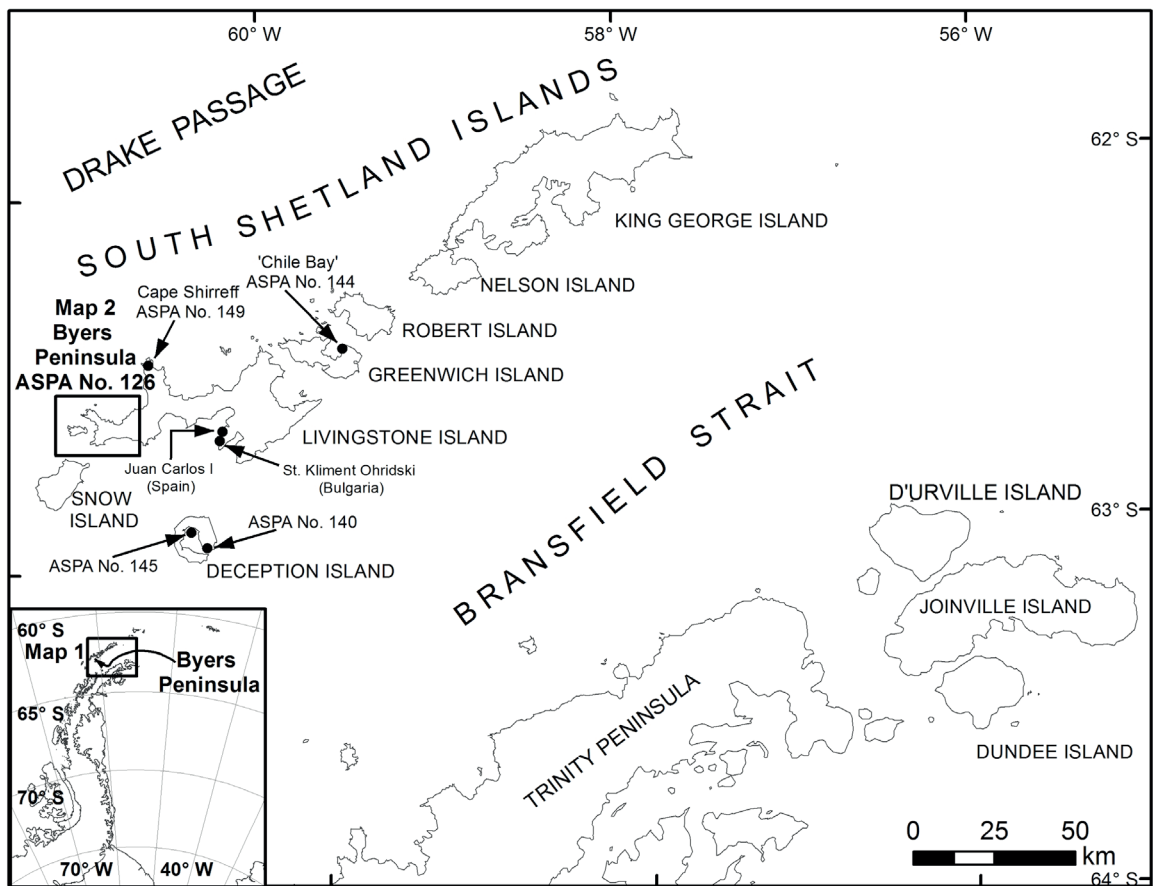 60° W
58° W
56° W
DRAKE PASSAGE
SOUTH SHETLAND ISLANDS
62° S
KING GEORGE ISLAND
'Chile Bay'
ASPA No. 144
NELSON ISLAND
Cape Shirreff
ASPA No. 149
Map 2
Byers
Peninsula
ASPA No. 126
ROBERT ISLAND
GREENWICH ISLAND
BRANSFIELD STRAIT
LIVINGSTONE ISLAND
Juan Carlos I
(Spain)
St. Kliment Ohridski
(Bulgaria)
SNOW
ISLAND
D'URVILLE ISLAND
63° S
ASPA No. 140
ASPA No. 145
DECEPTION ISLAND
JOINVILLE ISLAND
60° S
Map 1
Byers
Peninsula
65° S
70° S
70° W
40° W
TRINITY PENINSULA
DUNDEE ISLAND
0 25 50
km
64° S